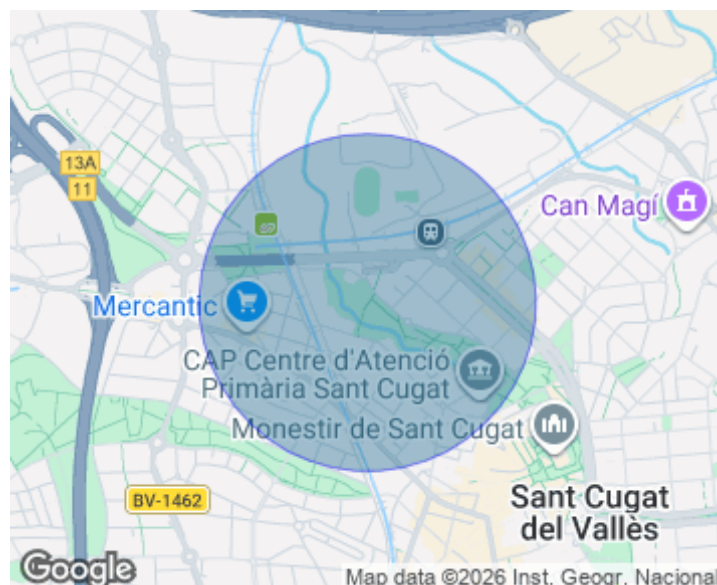 13A
11
Can Magí
Mercantic
CAP Centre d'Atenció
Primària Sant Cugat
Monestir de Sant Cugat
BV-1462
Sant Cugat
del Vallès
Google
Map data ©2026 Inst. Geogr. Nacional